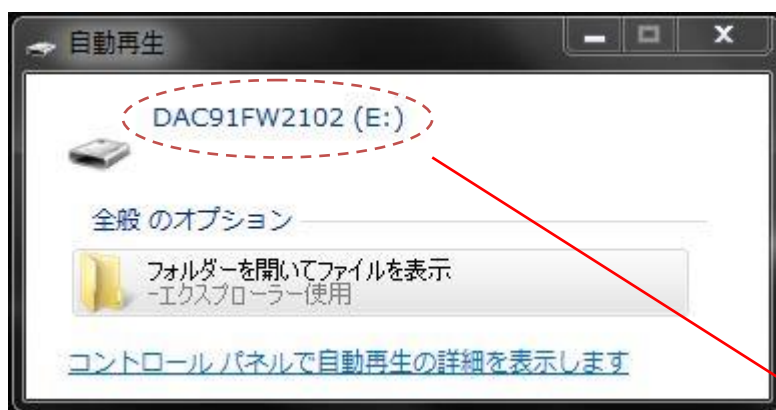 自動再生
DAC91FW2102 (E:)
全般 のオプション
フォルダーを開いてファイルを表示
-エクスプローラー使用
コントロール パネルで自動再生の詳細を表示します